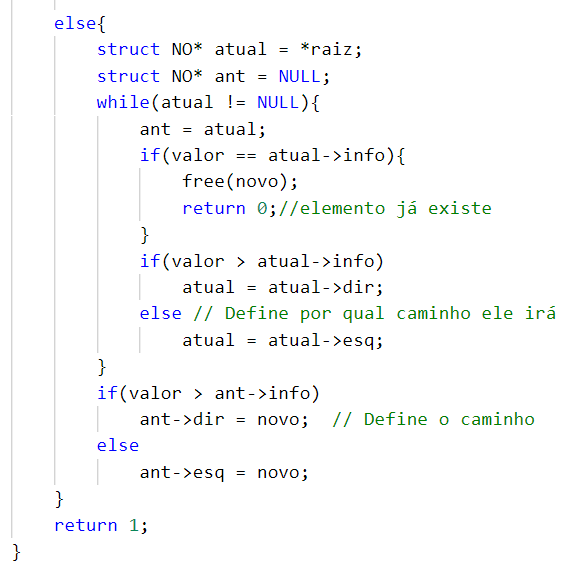 else{
struct NO* atual = *raiz;
struct NO* ant = NULL;
while(atual != NULL){
ant = atual;
if(valor == atual->info){
free(novo);
return 0;//elemento já existe
}
if(valor > atual->info)
atual = atual->dir;
else // Define por qual caminho ele irá
atual = atual->esq;
}
if(valor > ant->info)
ant->dir = novo;  // Define o caminho
else
ant->esq = novo;
}
return 1;
}